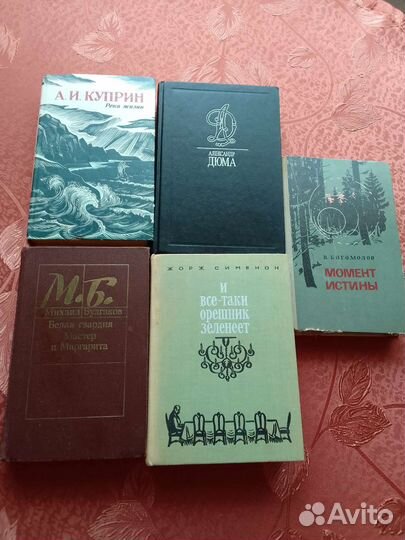 А. И. КУПРИН
Река жизни
АЛЕКСАНДР
ДЮМА
В. БОГОМОЛОВ
МОМЕНТ
ИСТИНЫ
М.Б.
Михаил Булгаков
Белая гвардия
Мастер
и Маргарита
ЖОРЖ СИМЕНОН
И
ВСЕ-ТАКИ
ОРЕШНИК
ЗЕЛЕНЕЕТ
Avito